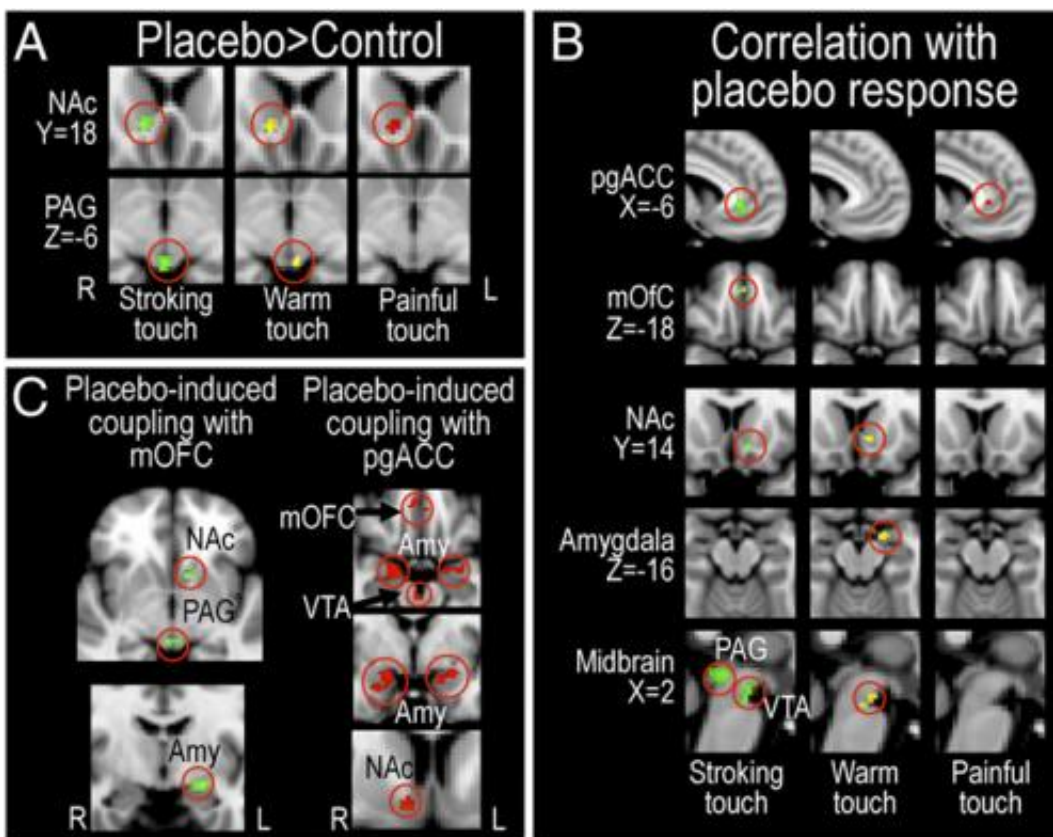 A
Placebo>Control
NAc
Y=18
PAG
Z=-6
R
L
Stroking
touch
Warm
touch
Painful
touch
B
Correlation with
placebo response
pgACC
X=-6
mOfC
Z=-18
NAc
Y=14
Amygdala
Z=-16
Midbrain
X=2
PAG
VTA
Stroking
touch
Warm
touch
Painful
touch
C
Placebo-induced
coupling with
mOFC
NAc
PAG
Amy
R
L
Placebo-induced
coupling with
pgACC
mOFC
Amy
VTA
Amy
NAc
R
L